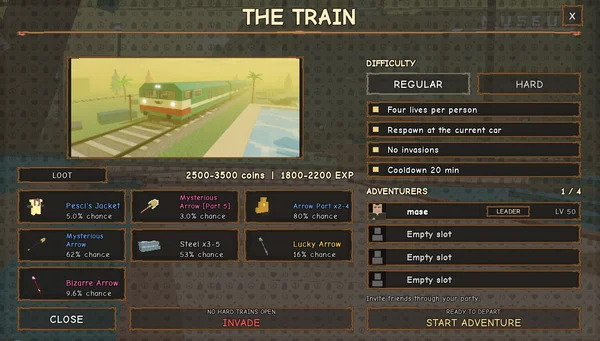 THE TRAIN
MUSEU
X
DIFFICULTY
REGULAR
HARD
Four lives per person
Respawn at the current car
No invasions
Cooldown 20 min
LOOT
2500-3500 coins | 1800-2200 EXP
Pesci's Jacket
5.0% chance
Mysterious
Arrow [Part 5]
3.0% chance
Arrow Part x2-4
80% chance
Mysterious
Arrow
62% chance
Steel x3-5
53% chance
Lucky Arrow
16% chance
Bizarre Arrow
9.6% chance
ADVENTURERS
1 / 4
mase
LEADER
LV 50
Empty slot
Empty slot
Empty slot
Invite friends through your party.
CLOSE
NO HARD TRAINS OPEN
INVADE
READY TO DEPART
START ADVENTURE